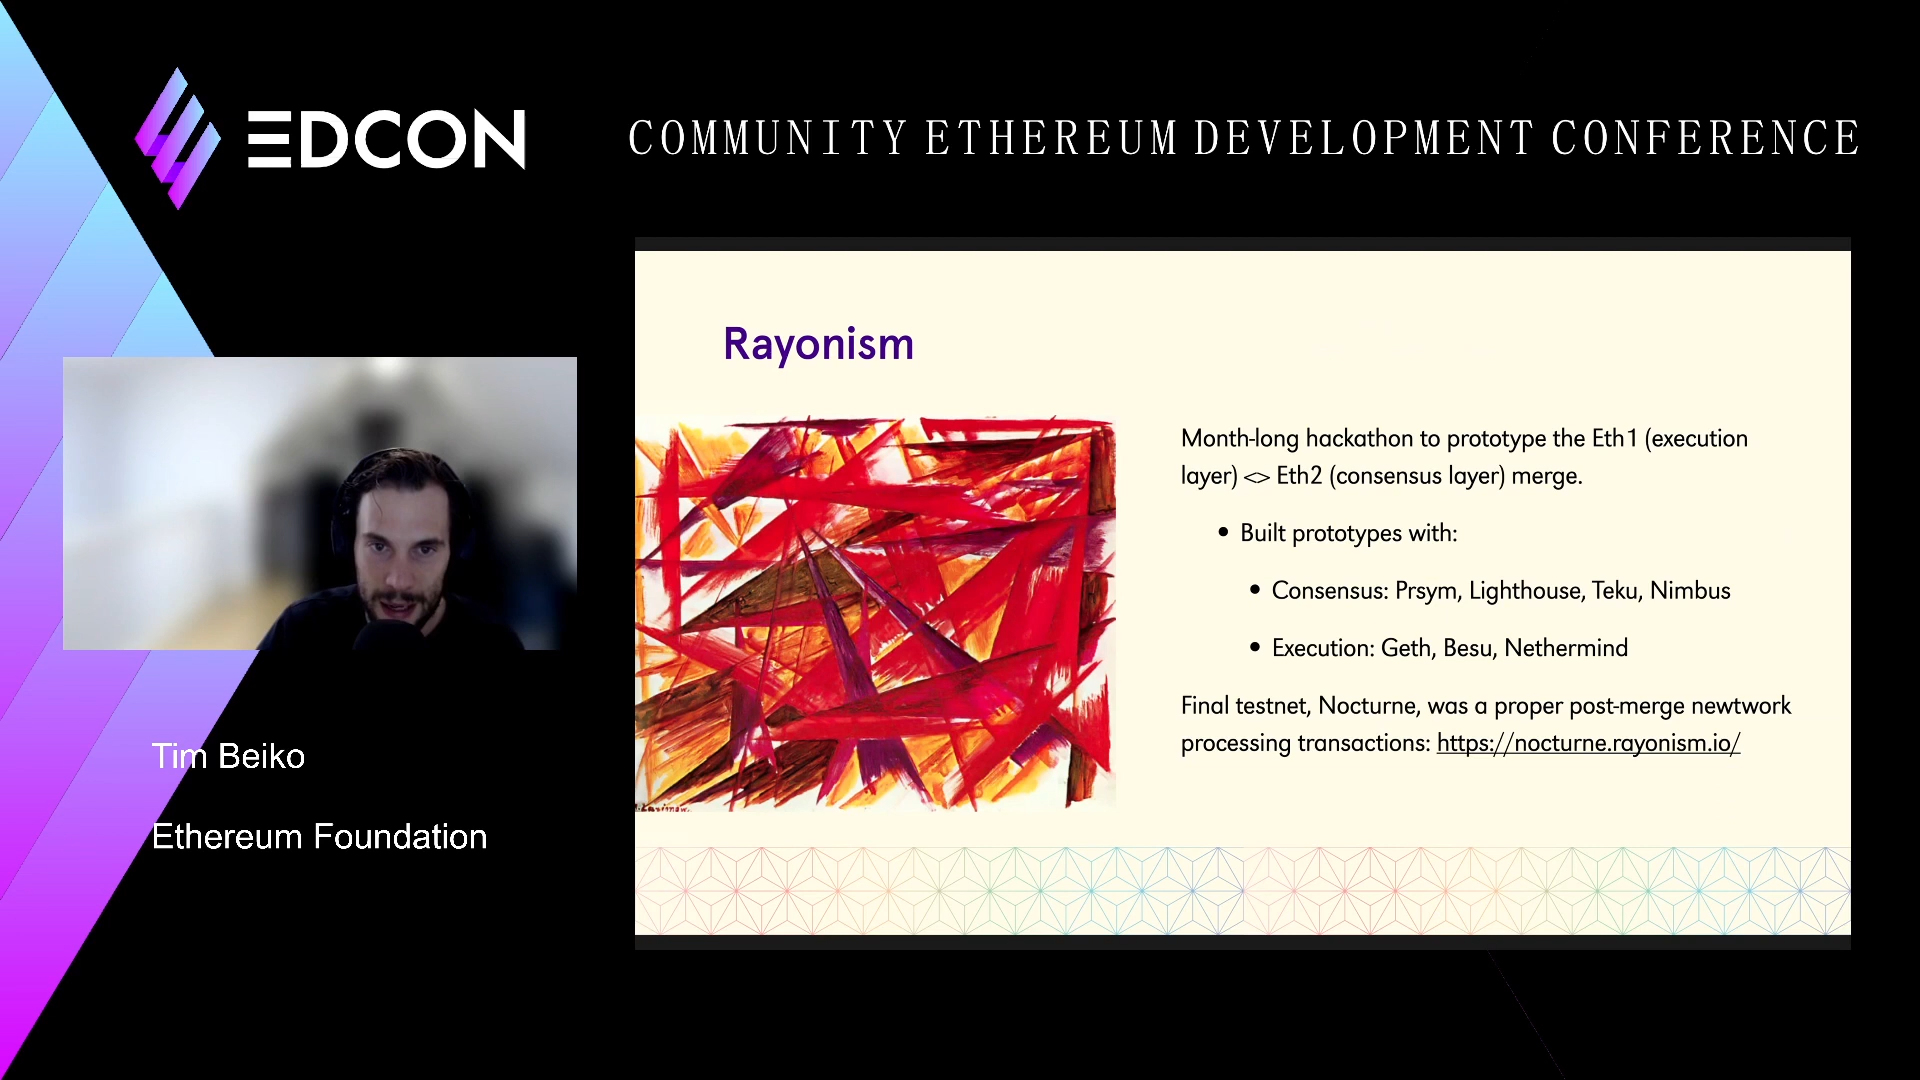 EDCON
COMMUNITY ETHEREUM DEVELOPMENT CONFERENCE
Rayonism
Month-long hackathon to prototype the Eth1 (execution
layer) <> Eth2 (consensus layer) merge.
• Built prototypes with:
• Consensus: Prsym, Lighthouse, Teku, Nimbus
• Execution: Geth, Besu, Nethermind
Final testnet, Nocturne, was a proper post-merge newtwork
processing transactions: https://nocturne.rayonism.io/
Tim Beiko
Ethereum Foundation